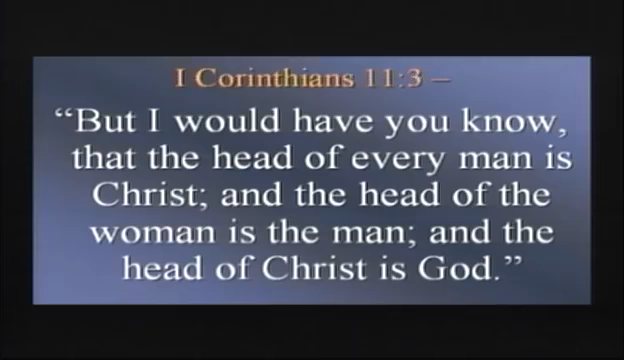 I Corinthians 11:3 –
“But I would have you know,
that the head of every man is
Christ; and the head of the
woman is the man; and the
head of Christ is God.”